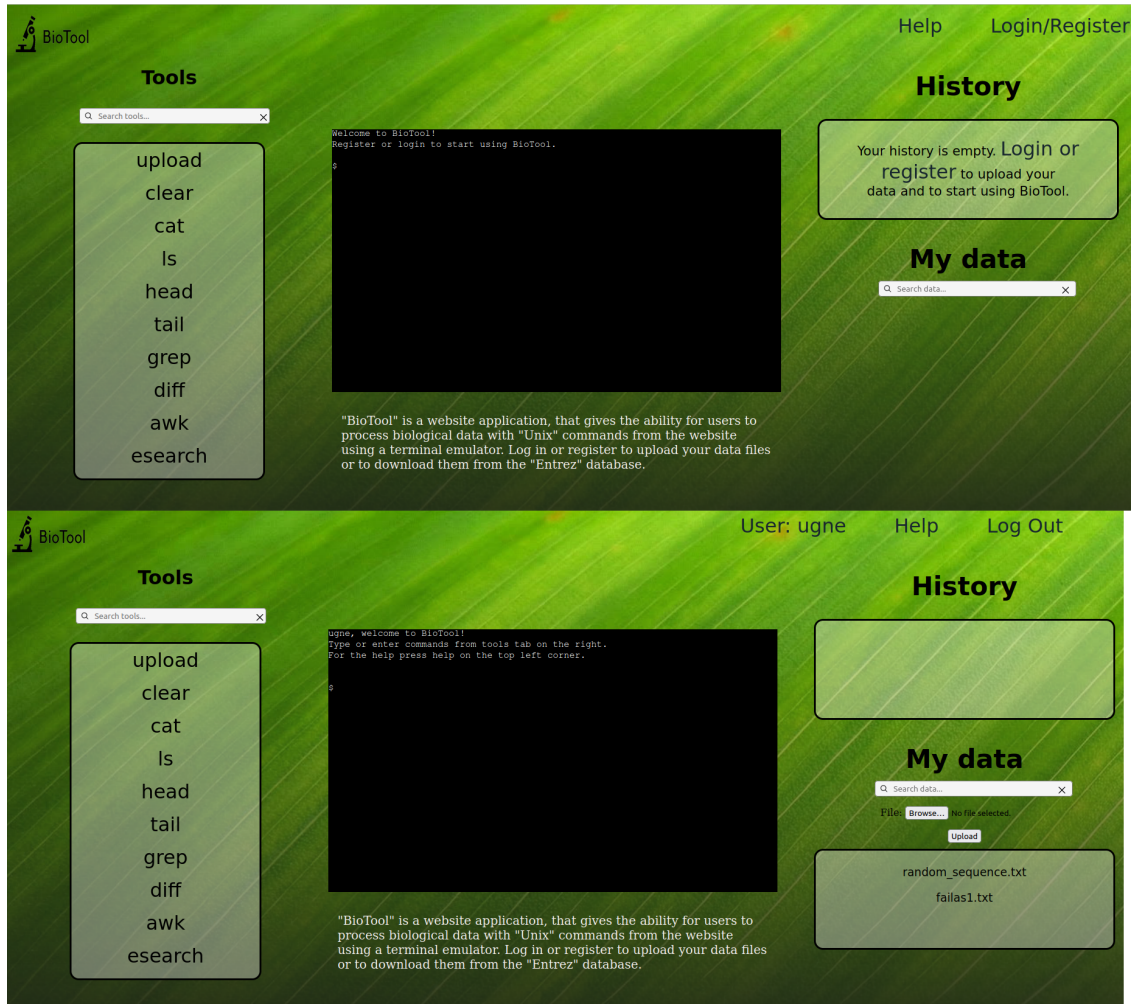 BioTool
Help
Login/Register
Tools
Search tools...
upload
clear
cat
ls
head
tail
grep
diff
awk
esearch
Welcome to BioTool!
Register or login to start using BioTool.
$
"BioTool" is a website application, that gives the ability for users to
process biological data with "Unix" commands from the website
using a terminal emulator. Log in or register to upload your data files
or to download them from the "Entrez" database.
History
Your history is empty. Login or
register to upload your
data and to start using BioTool.
My data
Search data...
BioTool
User: ugne
Help
Log Out
Tools
Search tools...
upload
clear
cat
ls
head
tail
grep
diff
awk
esearch
ugne, welcome to BioTool!
Type or enter commands from tools tab on the right.
For the help press help on the top left corner.
$
"BioTool" is a website application, that gives the ability for users to
process biological data with "Unix" commands from the website
using a terminal emulator. Log in or register to upload your data files
or to download them from the "Entrez" database.
History
My data
Search data...
File: Browse... No file selected.
Upload
random_sequence.txt
failas1.txt